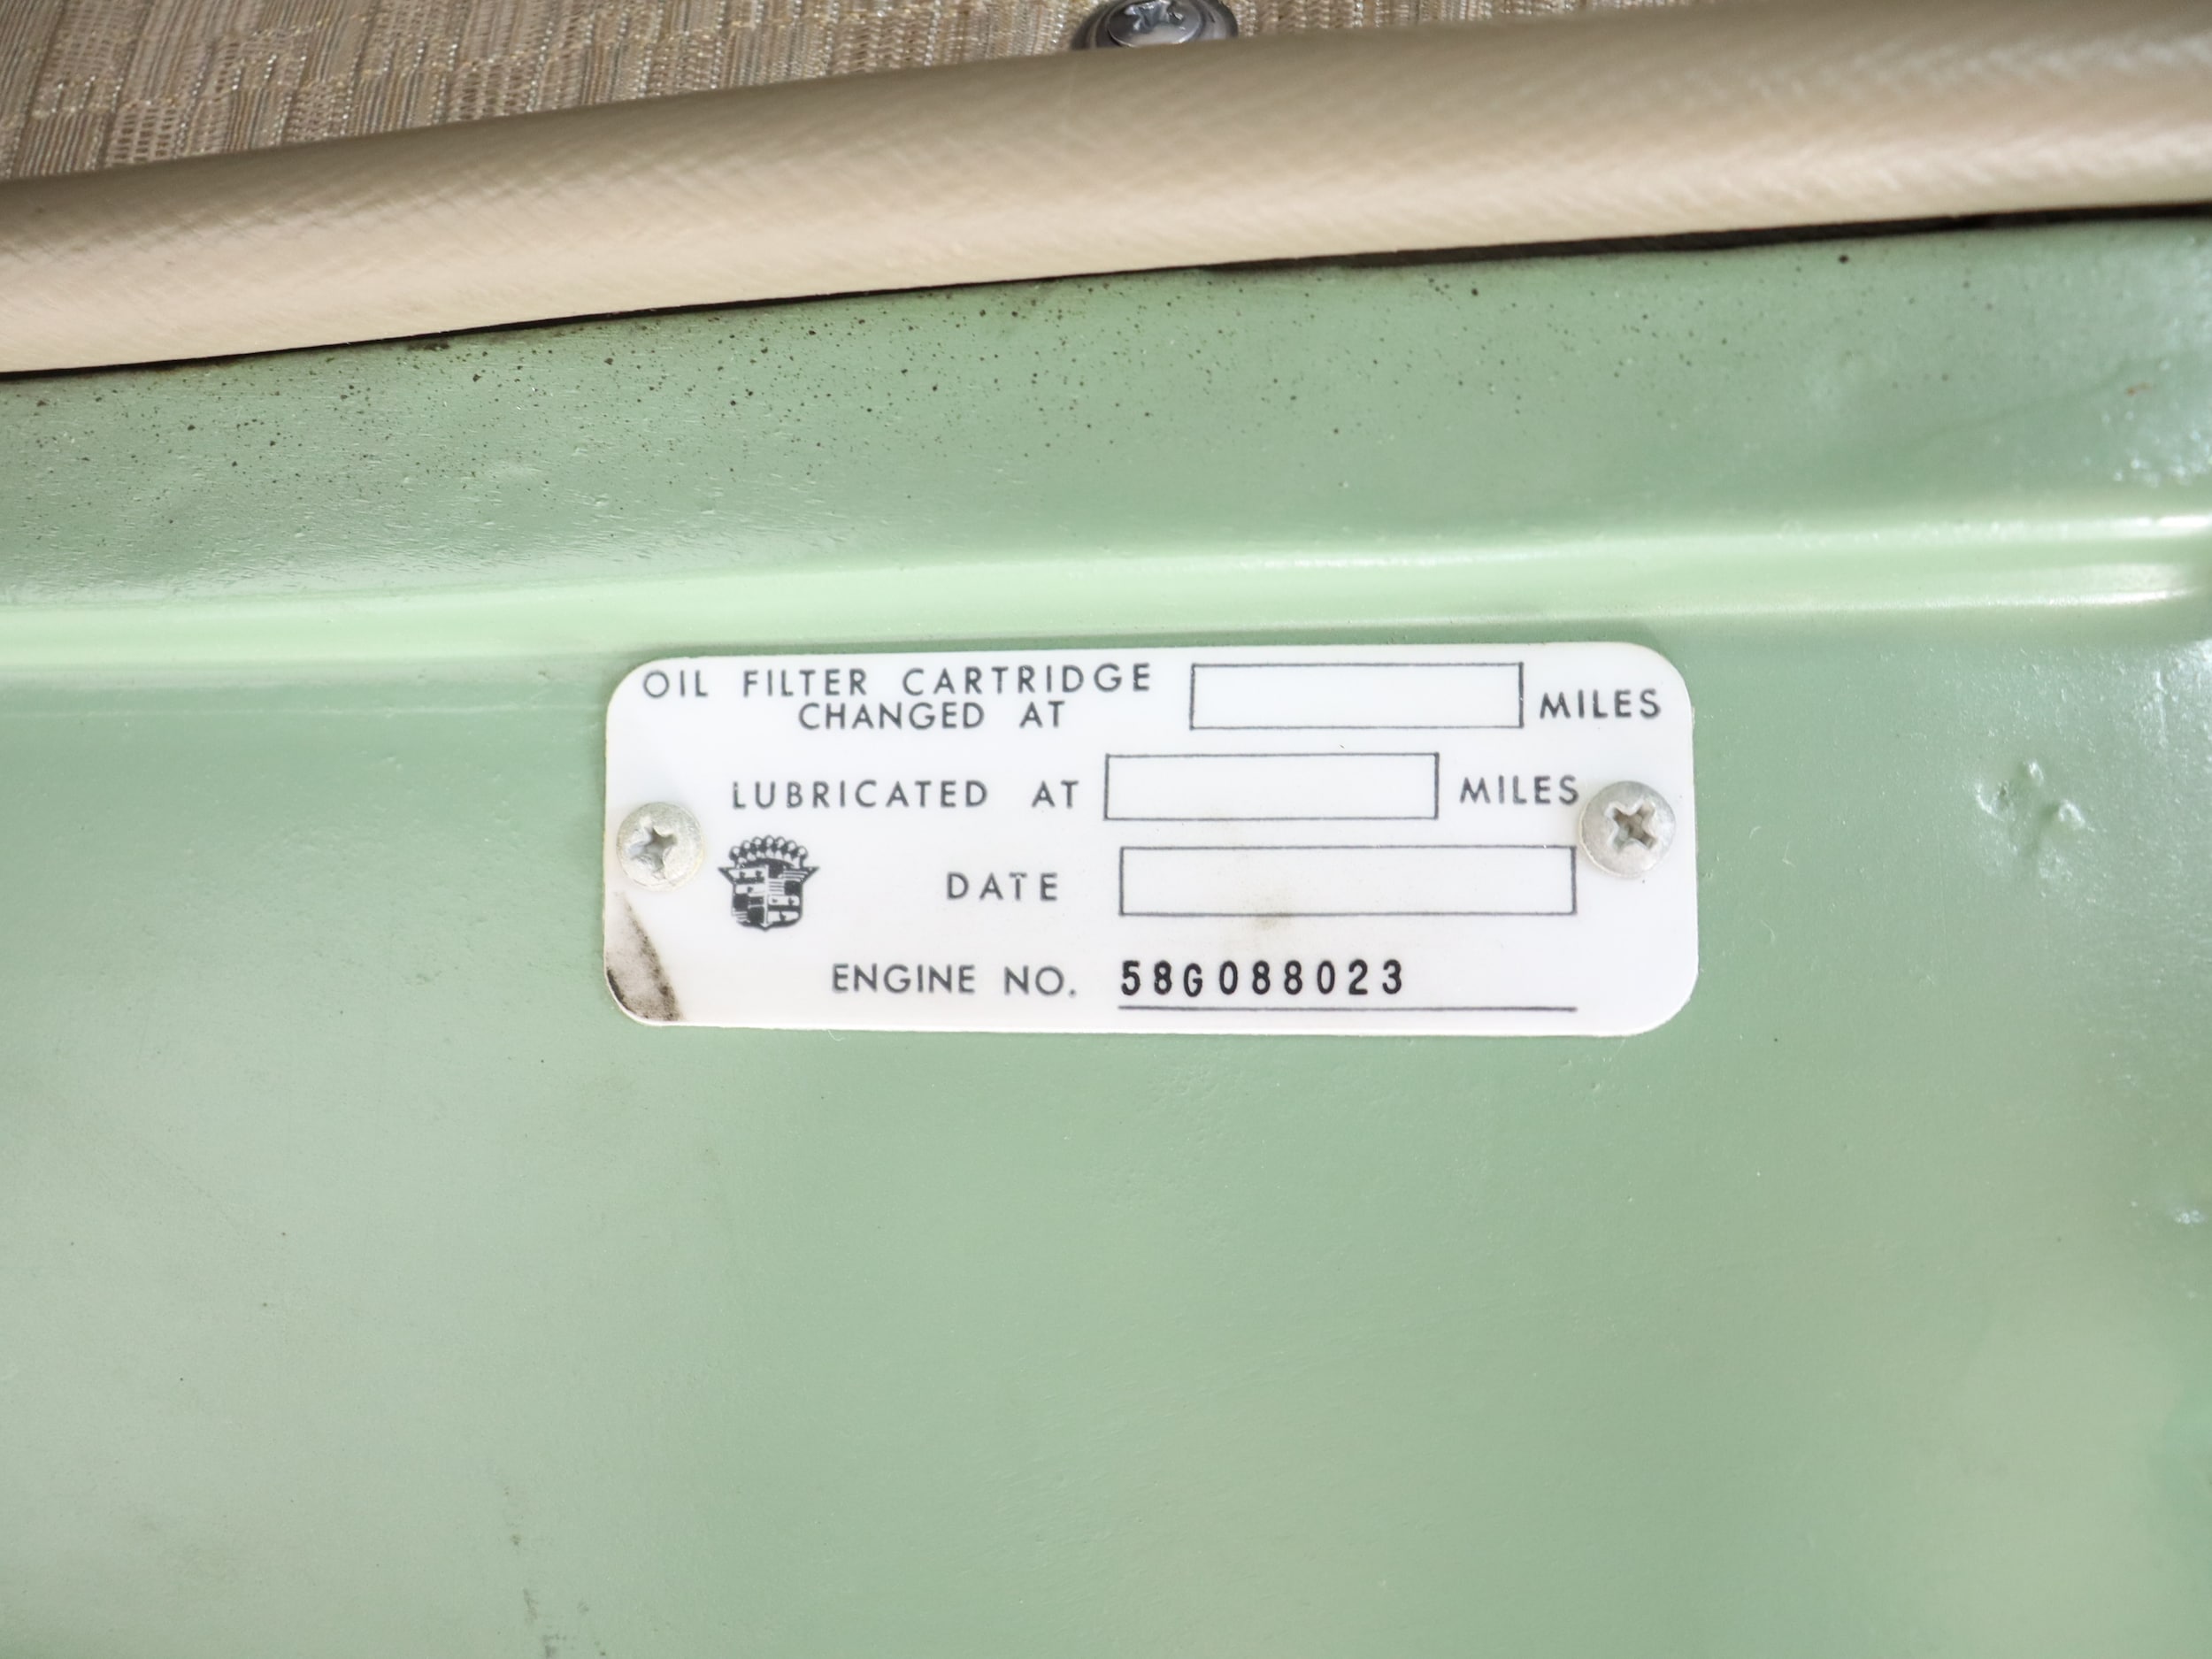 OIL FILTER CARTRIDGE
CHANGED AT MILES
LUBRICATED AT MILES
DATE
ENGINE NO. 58G088023